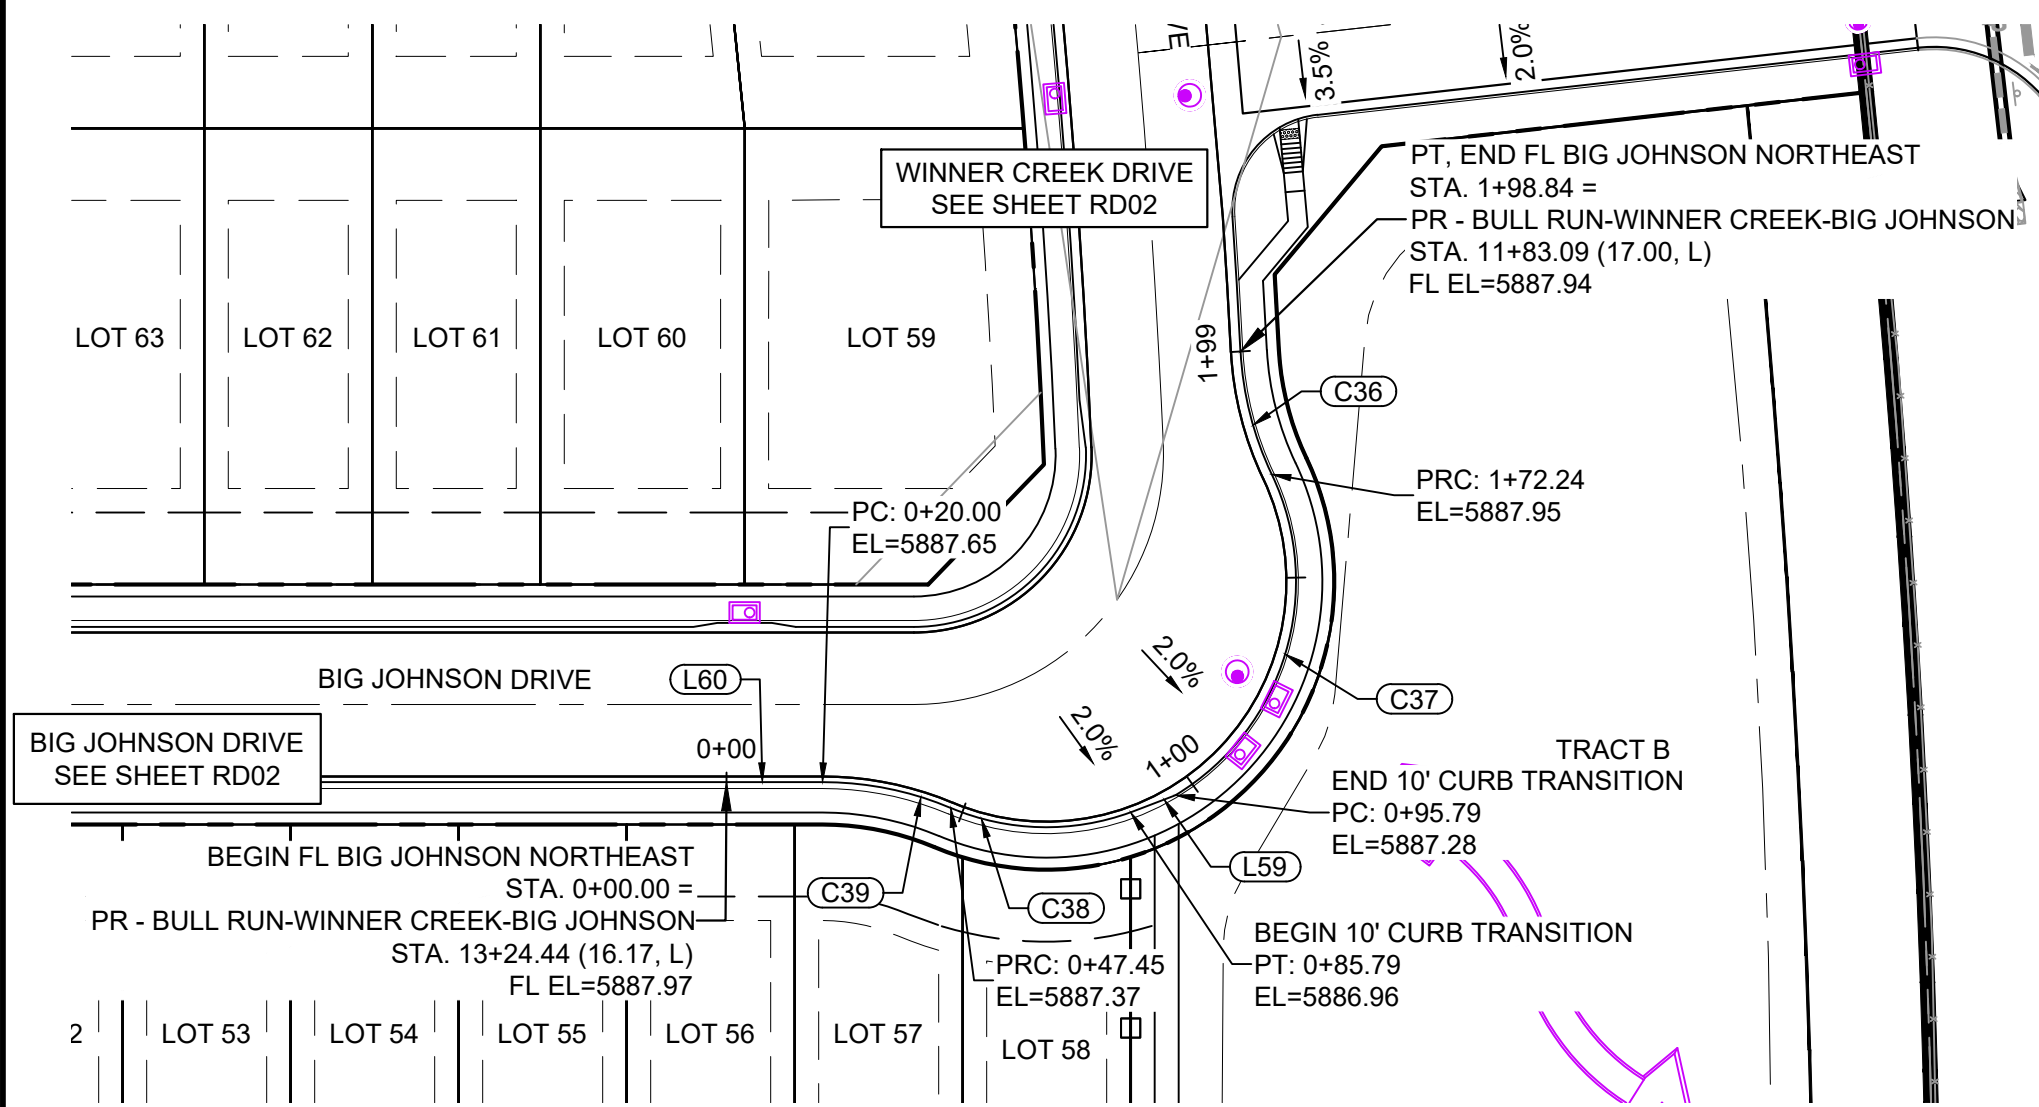 VE
3.5%
2.0%
WINNER CREEK DRIVE
SEE SHEET RD02
PT, END FL BIG JOHNSON NORTHEAST
STA. 1+98.84 =
PR - BULL RUN-WINNER CREEK-BIG JOHNSON
STA. 11+83.09 (17.00, L)
FL EL=5887.94
LOT 63
LOT 62
LOT 61
LOT 60
LOT 59
1+99
C36
PRC: 1+72.24
EL=5887.95
PC: 0+20.00
EL=5887.65
BIG JOHNSON DRIVE
L60
2.0%
2.0%
C37
BIG JOHNSON DRIVE
SEE SHEET RD02
0+00
1+00
TRACT B
END 10' CURB TRANSITION
PC: 0+95.79
EL=5887.28
BEGIN FL BIG JOHNSON NORTHEAST
STA. 0+00.00 =
PR - BULL RUN-WINNER CREEK-BIG JOHNSON
STA. 13+24.44 (16.17, L)
FL EL=5887.97
C39
C38
L59
PRC: 0+47.45
EL=5887.37
BEGIN 10' CURB TRANSITION
PT: 0+85.79
EL=5886.96
2
LOT 53
LOT 54
LOT 55
LOT 56
LOT 57
LOT 58